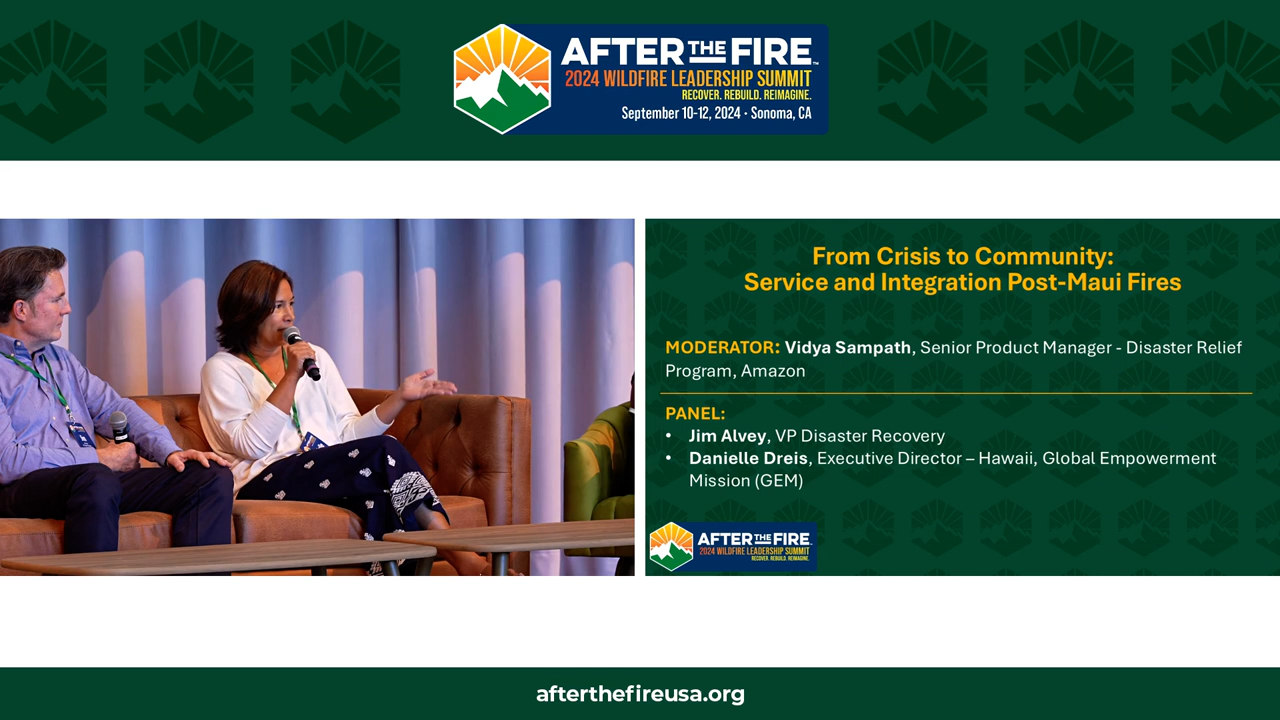 AFTER THE FIRE™
2024 WILDFIRE LEADERSHIP SUMMIT
RECOVER. REBUILD. REIMAGINE.
September 10-12, 2024 · Sonoma, CA
From Crisis to Community:
Service and Integration Post-Maui Fires
MODERATOR: Vidya Sampath, Senior Product Manager - Disaster Relief
Program, Amazon
PANEL:
• Jim Alvey, VP Disaster Recovery
• Danielle Dreis, Executive Director – Hawaii, Global Empowerment
Mission (GEM)
AFTER THE FIRE
2024 WILDFIRE LEADERSHIP SUMMIT
RECOVER. REBUILD. REIMAGINE.
afterthefireusa.org